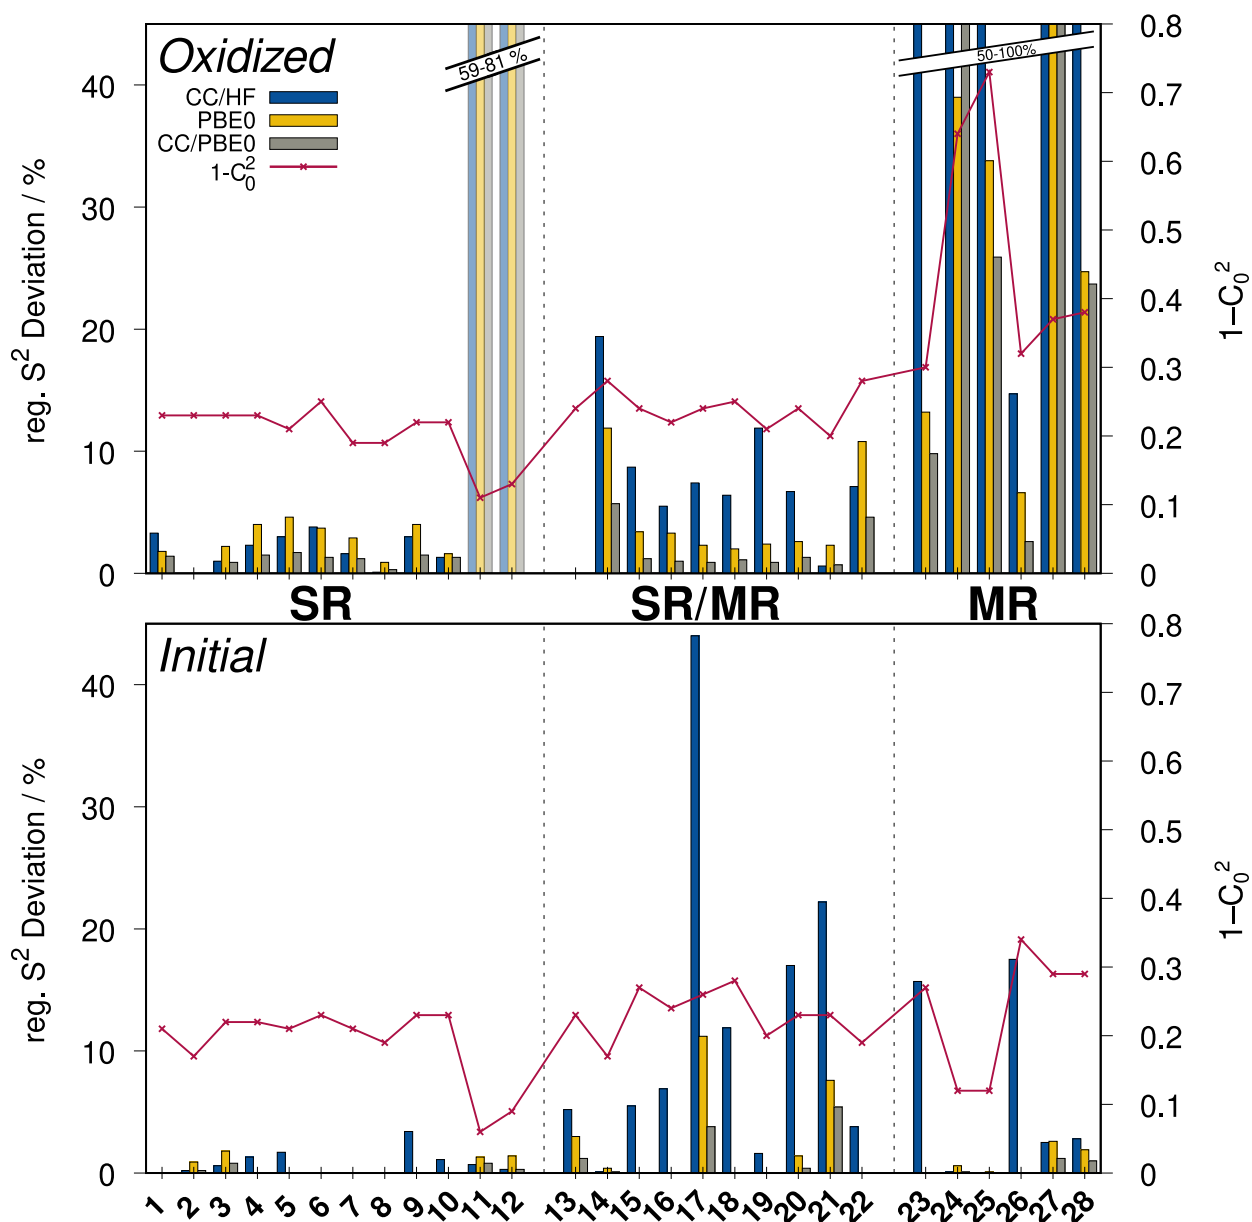 Oxidized
CC/HF
PBE0
CC/PBE0
1-C₀²
59-81 %
50-100%
reg. S² Deviation / %
40
30
20
10
0
0.8
0.7
0.6
0.5
0.4
0.3
0.2
0.1
0
1–C₀²
SR
SR/MR
MR
Initial
reg. S² Deviation / %
40
30
20
10
0
0.8
0.7
0.6
0.5
0.4
0.3
0.2
0.1
0
1–C₀²
1 2 3 4 5 6 7 8 9 10 11 12 13 14 15 16 17 18 19 20 21 22 23 24 25 26 27 28